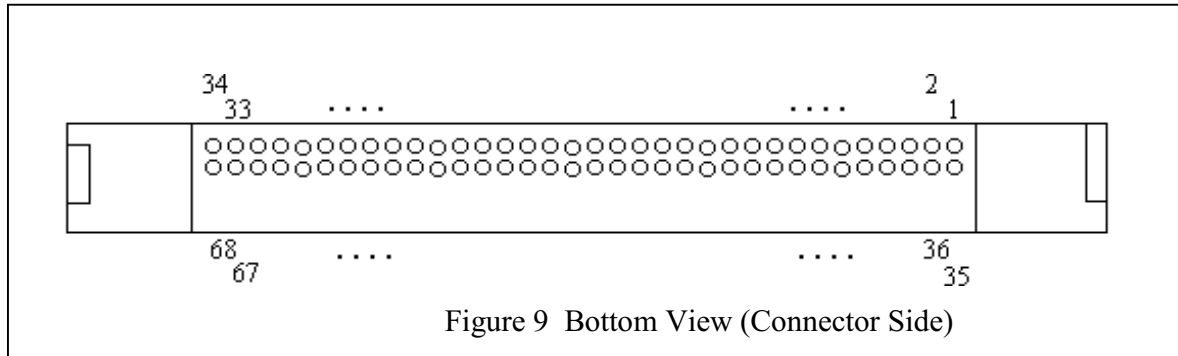 34 2
33 .... .... 1
68 .... .... 36
67 35
Figure 9 Bottom View (Connector Side)